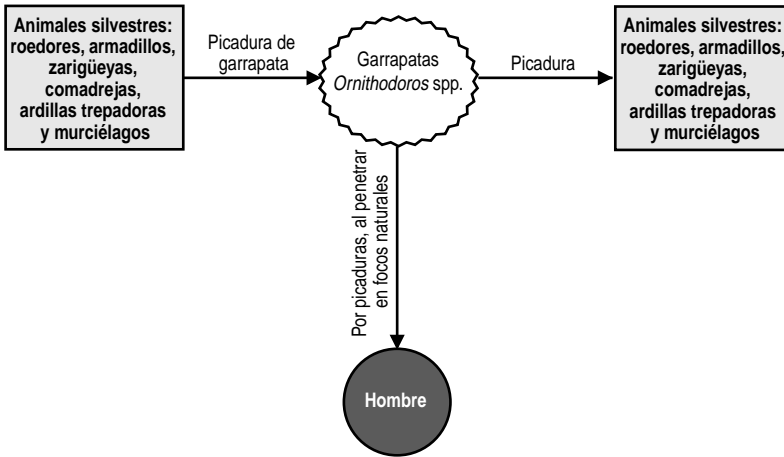 Animales silvestres:
roedores, armadillos,
zarigüeyas,
comadrejas,
ardillas trepadoras
y murciélagos
Picadura de
garrapata
Garrapatas
Ornithodoros spp.
Picadura
Animales silvestres:
roedores, armadillos,
zarigüeyas,
comadrejas,
ardillas trepadoras
y murciélagos
Por picaduras, al penetrar
en focos naturales
Hombre